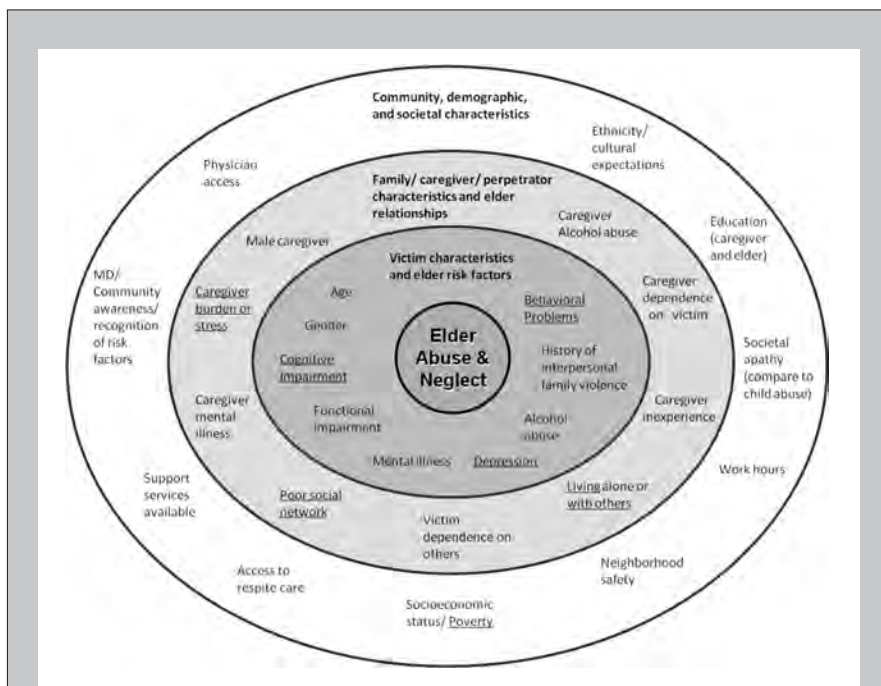 Community, demographic,
and societal characteristics
Ethnicity/
cultural
expectations
Physician
access
Family/ caregiver/ perpetrator
characteristics and elder
relationships
Caregiver
Alcohol abuse
Education
(caregiver
and elder)
Male caregiver
Victim characteristics
and elder risk factors
MD/
Community
awareness/
recognition
of risk
factors
Caregiver
burden or
stress
Age
Gender
Cognitive
Impairment
Functional
impairment
Mental illness
Elder
Abuse &
Neglect
Behavioral
Problems
History of
interpersonal
family violence
Alcohol
abuse
Depression
Caregiver
dependence
on victim
Societal
apathy
(compare to
child abuse)
Caregiver
mental
illness
Caregiver
inexperience
Work hours
Support
services
available
Poor social
network
Victim
dependence on
others
Living alone or
with others
Access to
respite care
Neighborhood
safety
Socioeconomic
status/ Poverty